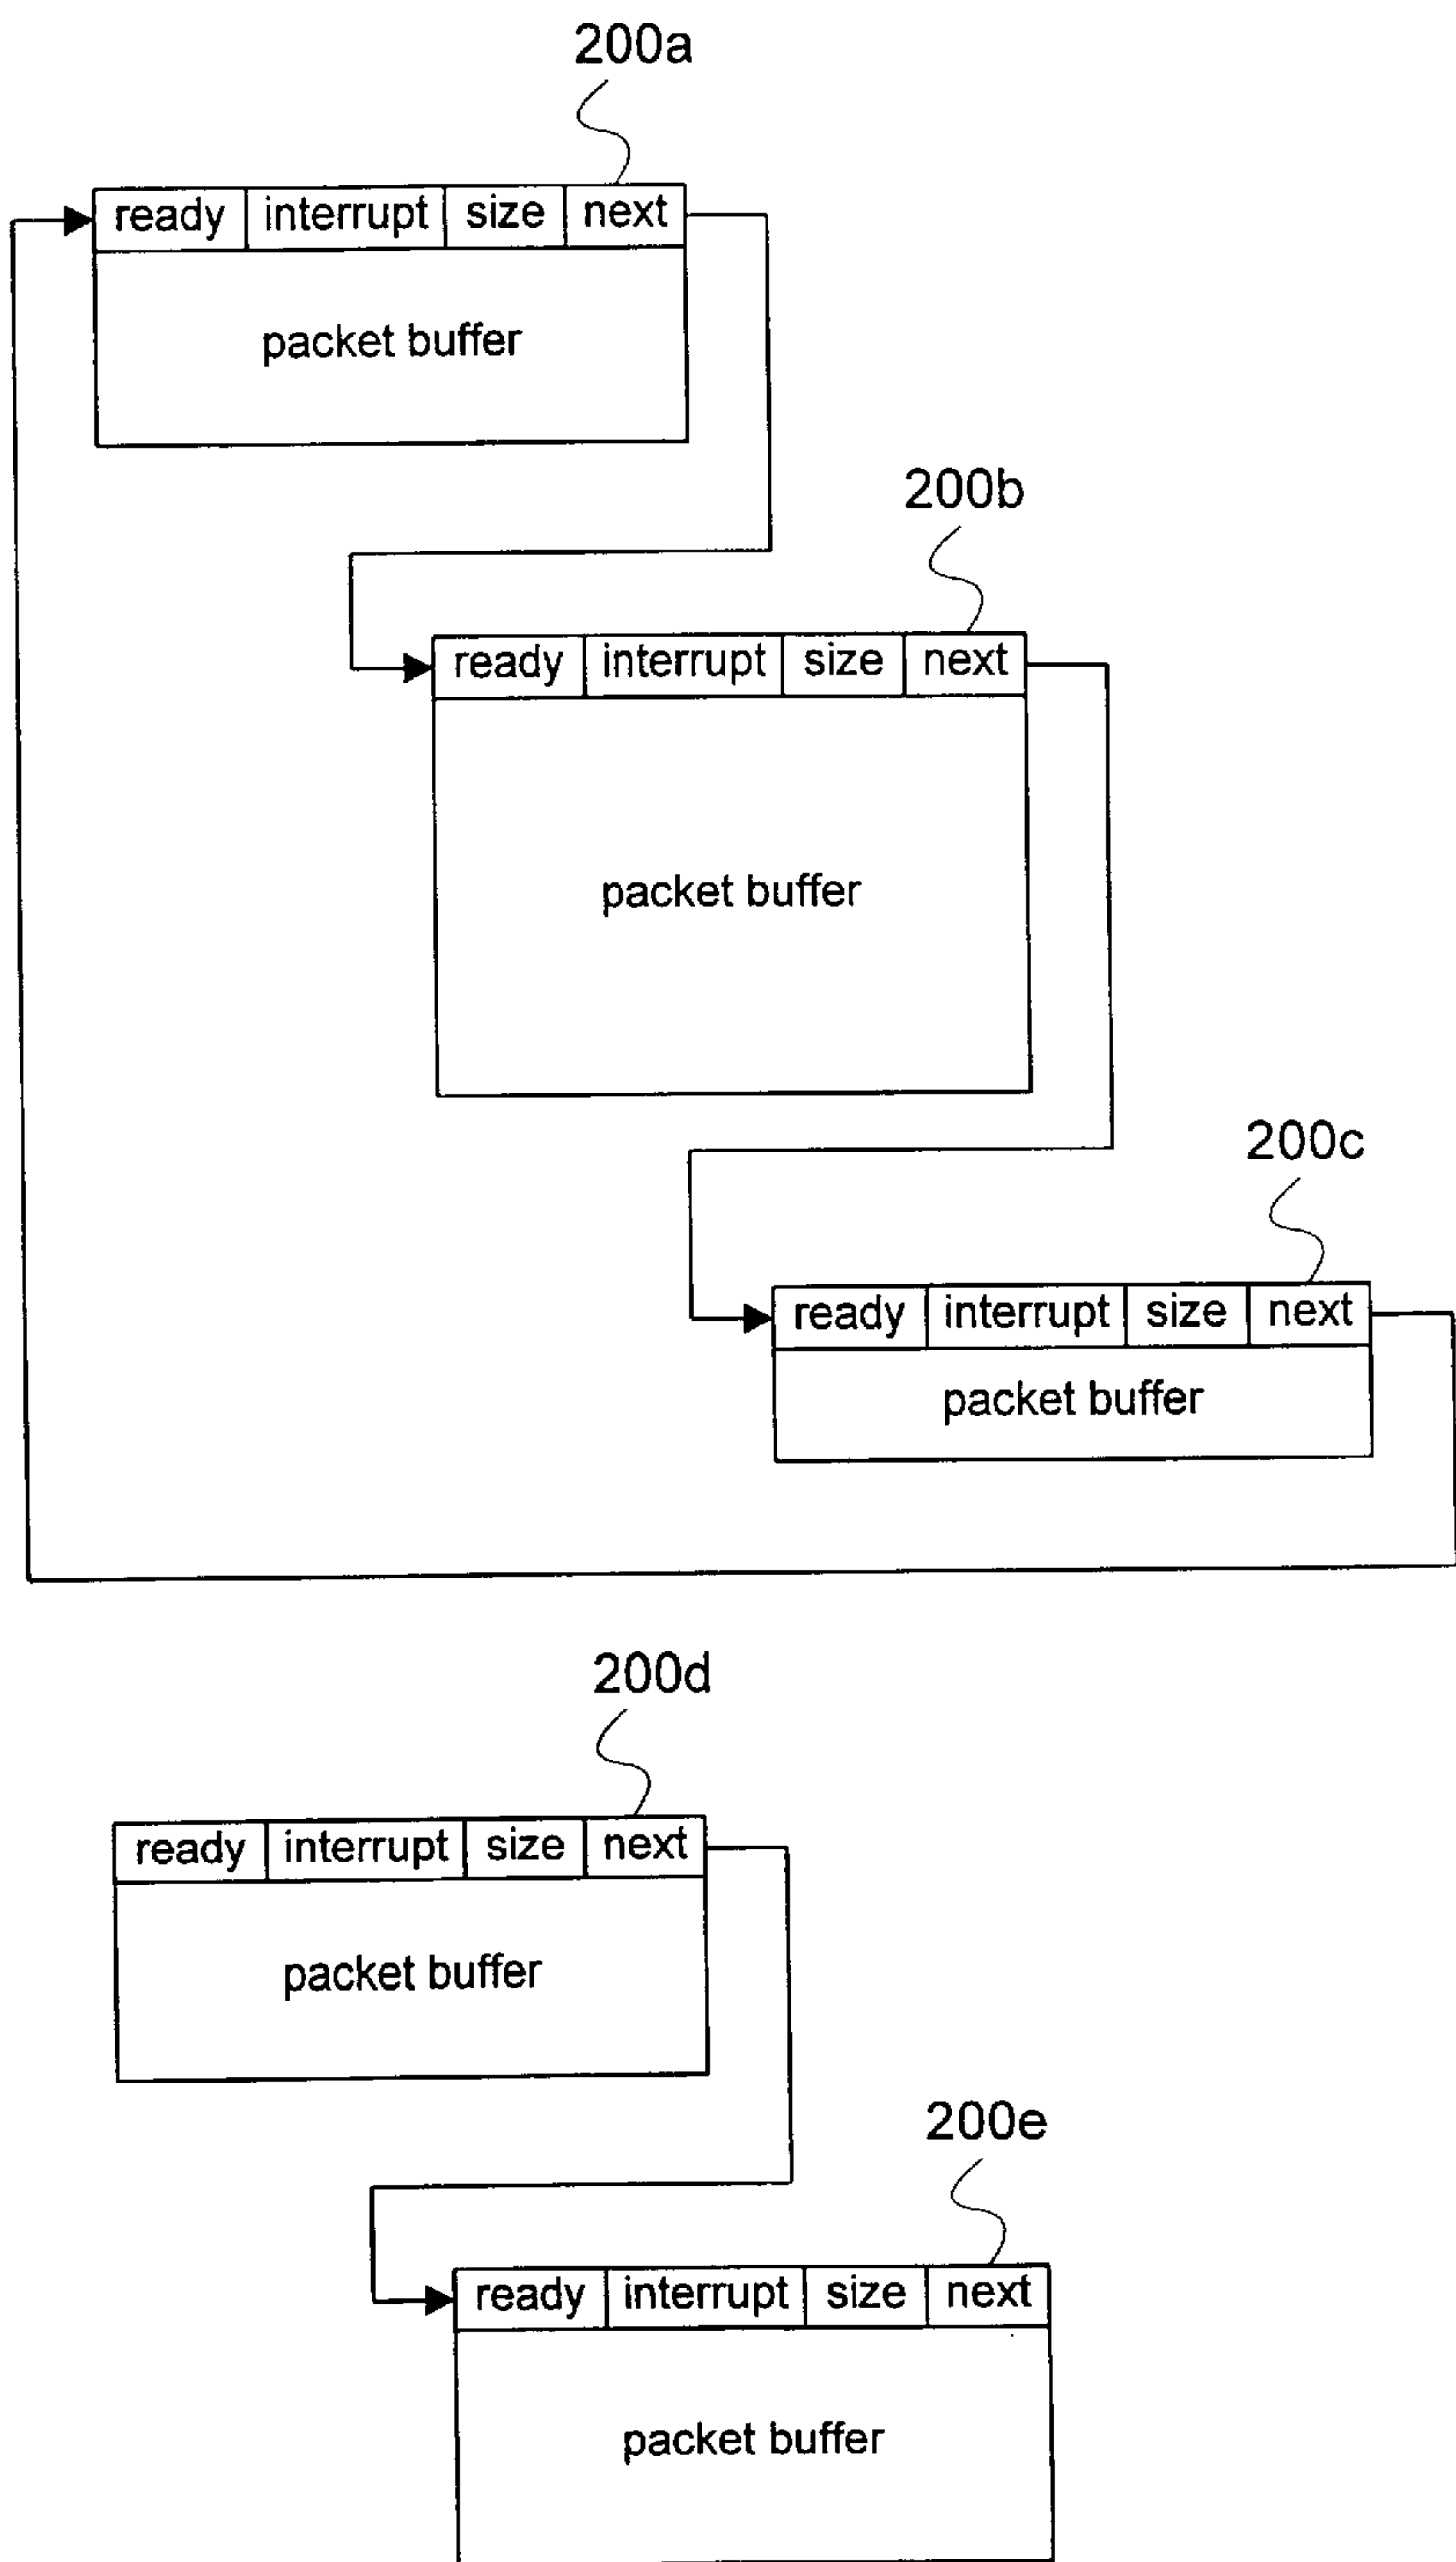 200a
ready interrupt size next
packet buffer
200b
ready interrupt size next
packet buffer
200c
ready interrupt size next
packet buffer
200d
ready interrupt size next
packet buffer
200e
ready interrupt size next
packet buffer